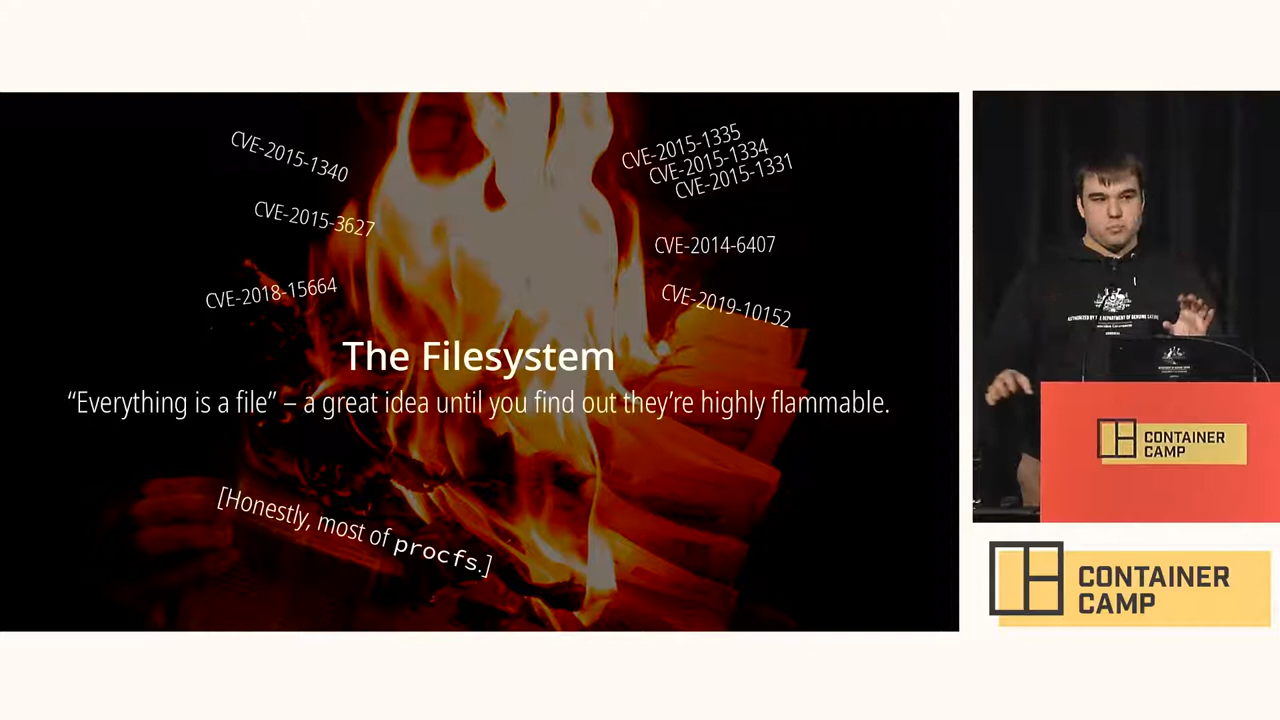 CVE-2015-1340
CVE-2015-3627
CVE-2018-15664
CVE-2015-1335
CVE-2015-1334
CVE-2015-1331
CVE-2014-6407
CVE-2019-10152
The Filesystem
“Everything is a file” – a great idea until you find out they’re highly flammable.
[Honestly, most of procfs.]
CONTAINER
CAMP
CONTAINER
CAMP